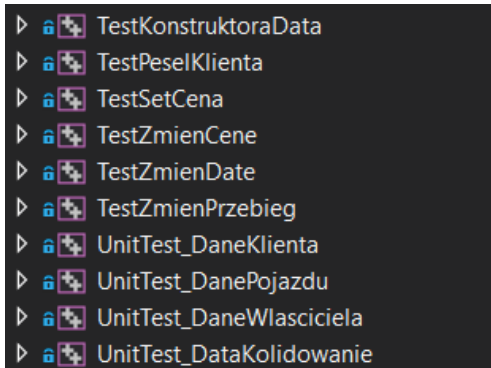 TestKonstruktoraData
TestPeselKlienta
TestSetCena
TestZmienCene
TestZmienDate
TestZmienPrzebieg
UnitTest_DaneKlienta
UnitTest_DanePojazdu
UnitTest_DaneWlasciciela
UnitTest_DataKolidowanie